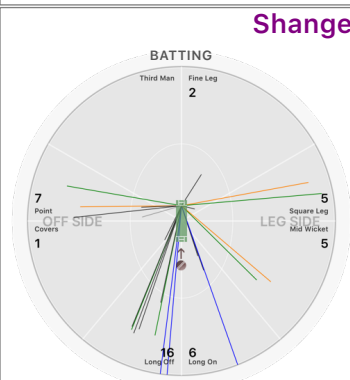 Shange
BATTING
Third Man
Fine Leg
2
7
Point
OFF SIDE
Covers
1
5
Square Leg
LEG SIDE
Mid Wicket
5
16
Long Off
6
Long On